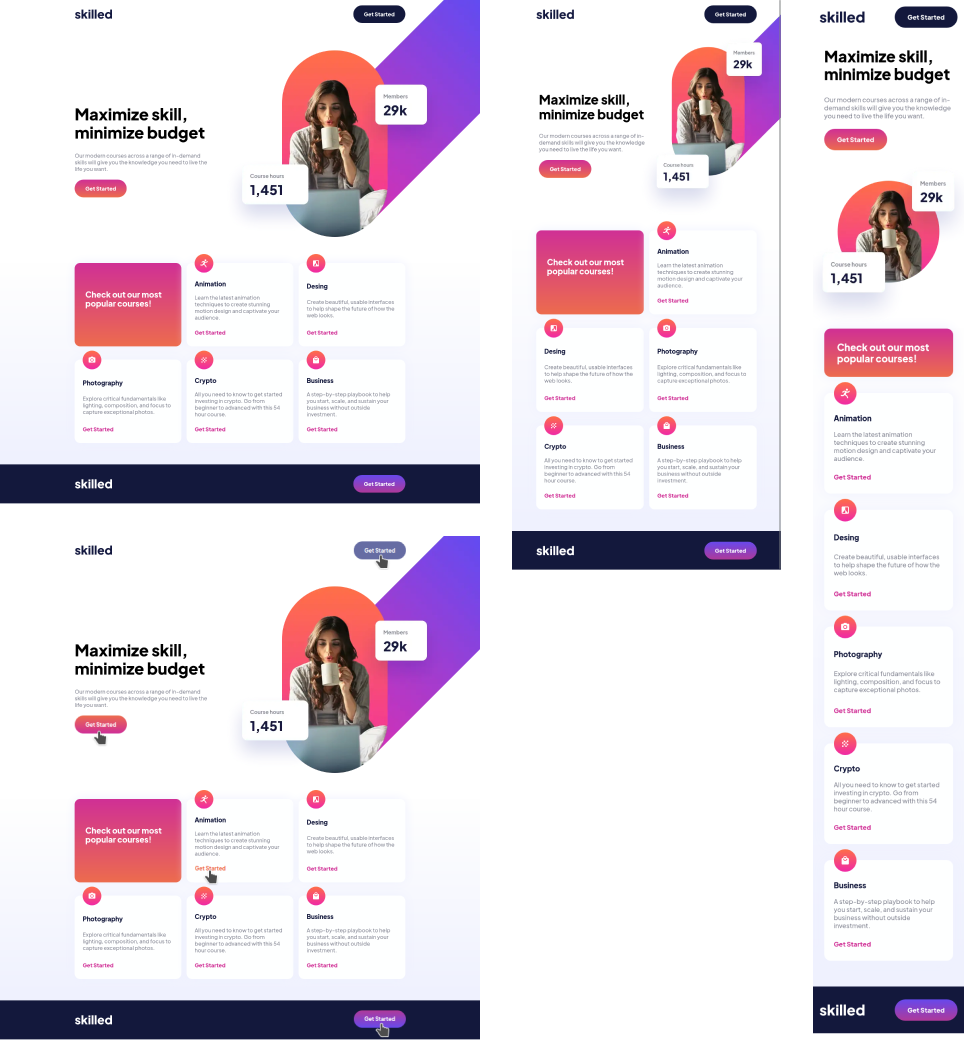 skilled
Get Started
Maximize skill,
minimize budget
Our modern courses across a range of in-demand
skills will give you the knowledge you need to live the
life you want.
Get Started
Members
29k
Course hours
1,451
Check out our most
popular courses!
Animation
Learn the latest animation
techniques to create stunning
motion design and captivate your
audience.
Get Started
Desing
Create beautiful, usable interfaces
to help shape the future of how the
web looks.
Get Started
Photography
Explore critical fundamentals like
lighting, composition, and focus to
capture exceptional photos.
Get Started
Crypto
All you need to know to get started
investing in crypto. Go from
beginner to advanced with this 54
hour course.
Get Started
Business
A step-by-step playbook to help
you start, scale, and sustain your
business without outside
investment.
Get Started
skilled
Get Started
skilled
Get Started
Maximize skill,
minimize budget
Our modern courses across a range of in-demand
skills will give you the knowledge you need to live the
life you want.
Get Started
Members
29k
Course hours
1,451
Check out our most
popular courses!
Animation
Learn the latest animation
techniques to create stunning
motion design and captivate your
audience.
Get Started
Desing
Create beautiful, usable interfaces
to help shape the future of how the
web looks.
Get Started
Photography
Explore critical fundamentals like
lighting, composition, and focus to
capture exceptional photos.
Get Started
Crypto
All you need to know to get started
investing in crypto. Go from
beginner to advanced with this 54
hour course.
Get Started
Business
A step-by-step playbook to help
you start, scale, and sustain your
business without outside
investment.
Get Started
skilled
Get Started
skilled
Get Started
Maximize skill,
minimize budget
Our modern courses across a range of in-
demand skills will give you the knowledge
you need to live the life you want.
Get Started
Members
29k
Course hours
1,451
Check out our most
popular courses!
Animation
Learn the latest animation
techniques to create stunning
motion design and captivate your
audience.
Get Started
Desing
Create beautiful, usable interfaces
to help shape the future of how the
web looks.
Get Started
Photography
Explore critical fundamentals like
lighting, composition, and focus to
capture exceptional photos.
Get Started
Crypto
All you need to know to get started
investing in crypto. Go from
beginner to advanced with this 54
hour course.
Get Started
Business
A step-by-step playbook to help
you start, scale, and sustain your
business without outside
investment.
Get Started
skilled
Get Started
skilled
Get Started
Maximize skill,
minimize budget
Our modern courses across a range of in-
demand skills will give you the knowledge
you need to live the life you want.
Get Started
Members
29k
Course hours
1,451
Check out our most
popular courses!
Animation
Learn the latest animation
techniques to create stunning
motion design and captivate your
audience.
Get Started
Desing
Create beautiful, usable interfaces
to help shape the future of how the
web looks.
Get Started
Photography
Explore critical fundamentals like
lighting, composition, and focus to
capture exceptional photos.
Get Started
Crypto
All you need to know to get started
investing in crypto. Go from
beginner to advanced with this 54
hour course.
Get Started
Business
A step-by-step playbook to help
you start, scale, and sustain your
business without outside
investment.
Get Started
skilled
Get Started